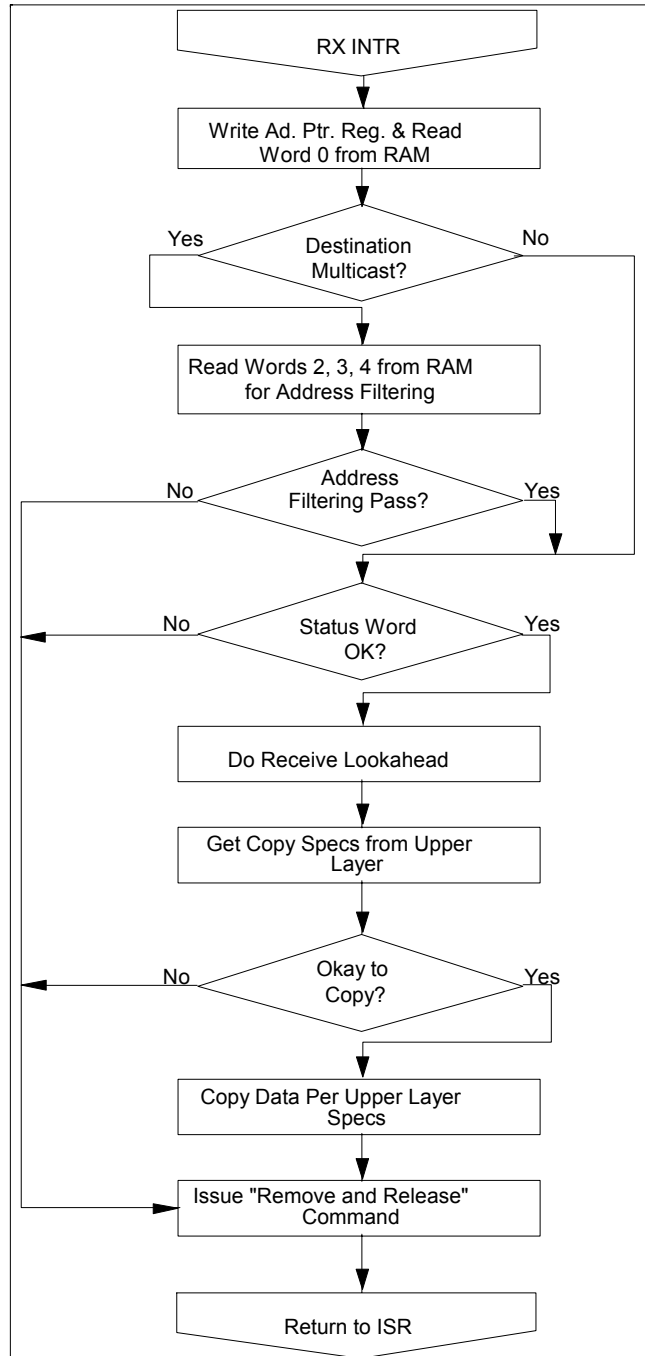 RX INTR
Write Ad. Ptr. Reg. & Read
Word 0 from RAM
Yes
No
Destination
Multicast?
Read Words 2, 3, 4 from RAM
for Address Filtering
Address
Filtering Pass?
No
Yes
No
Yes
Status Word
OK?
Do Receive Lookahead
Get Copy Specs from Upper
Layer
Okay to
Copy?
No
Yes
Copy Data Per Upper Layer
Specs
Issue "Remove and Release"
Command
Return to ISR